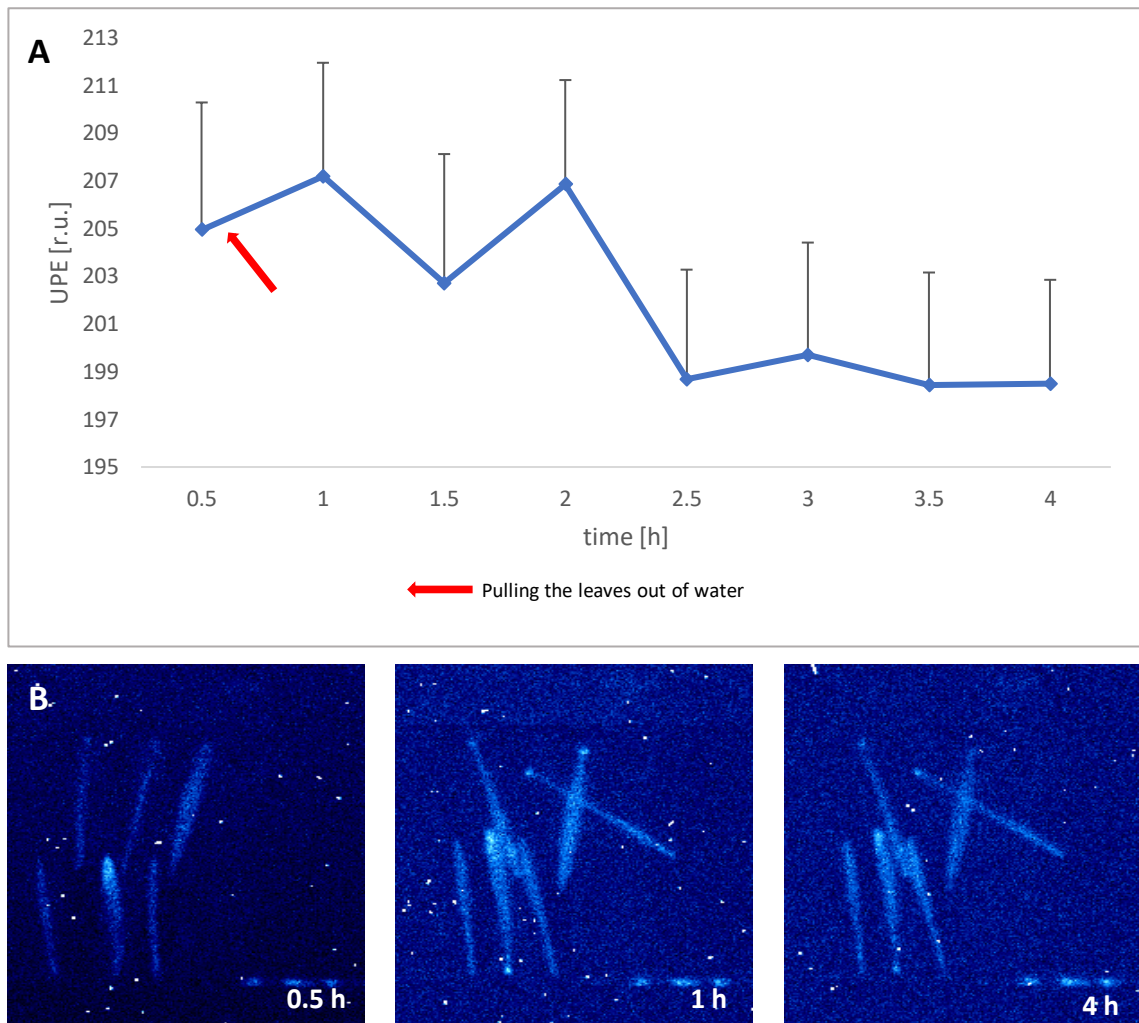 A
213
211
209
207
205
203
201
199
197
195
UPE [r.u.]
0.5 1 1.5 2 2.5 3 3.5 4
time [h]
Pulling the leaves out of water
B
0.5 h
1 h
4 h